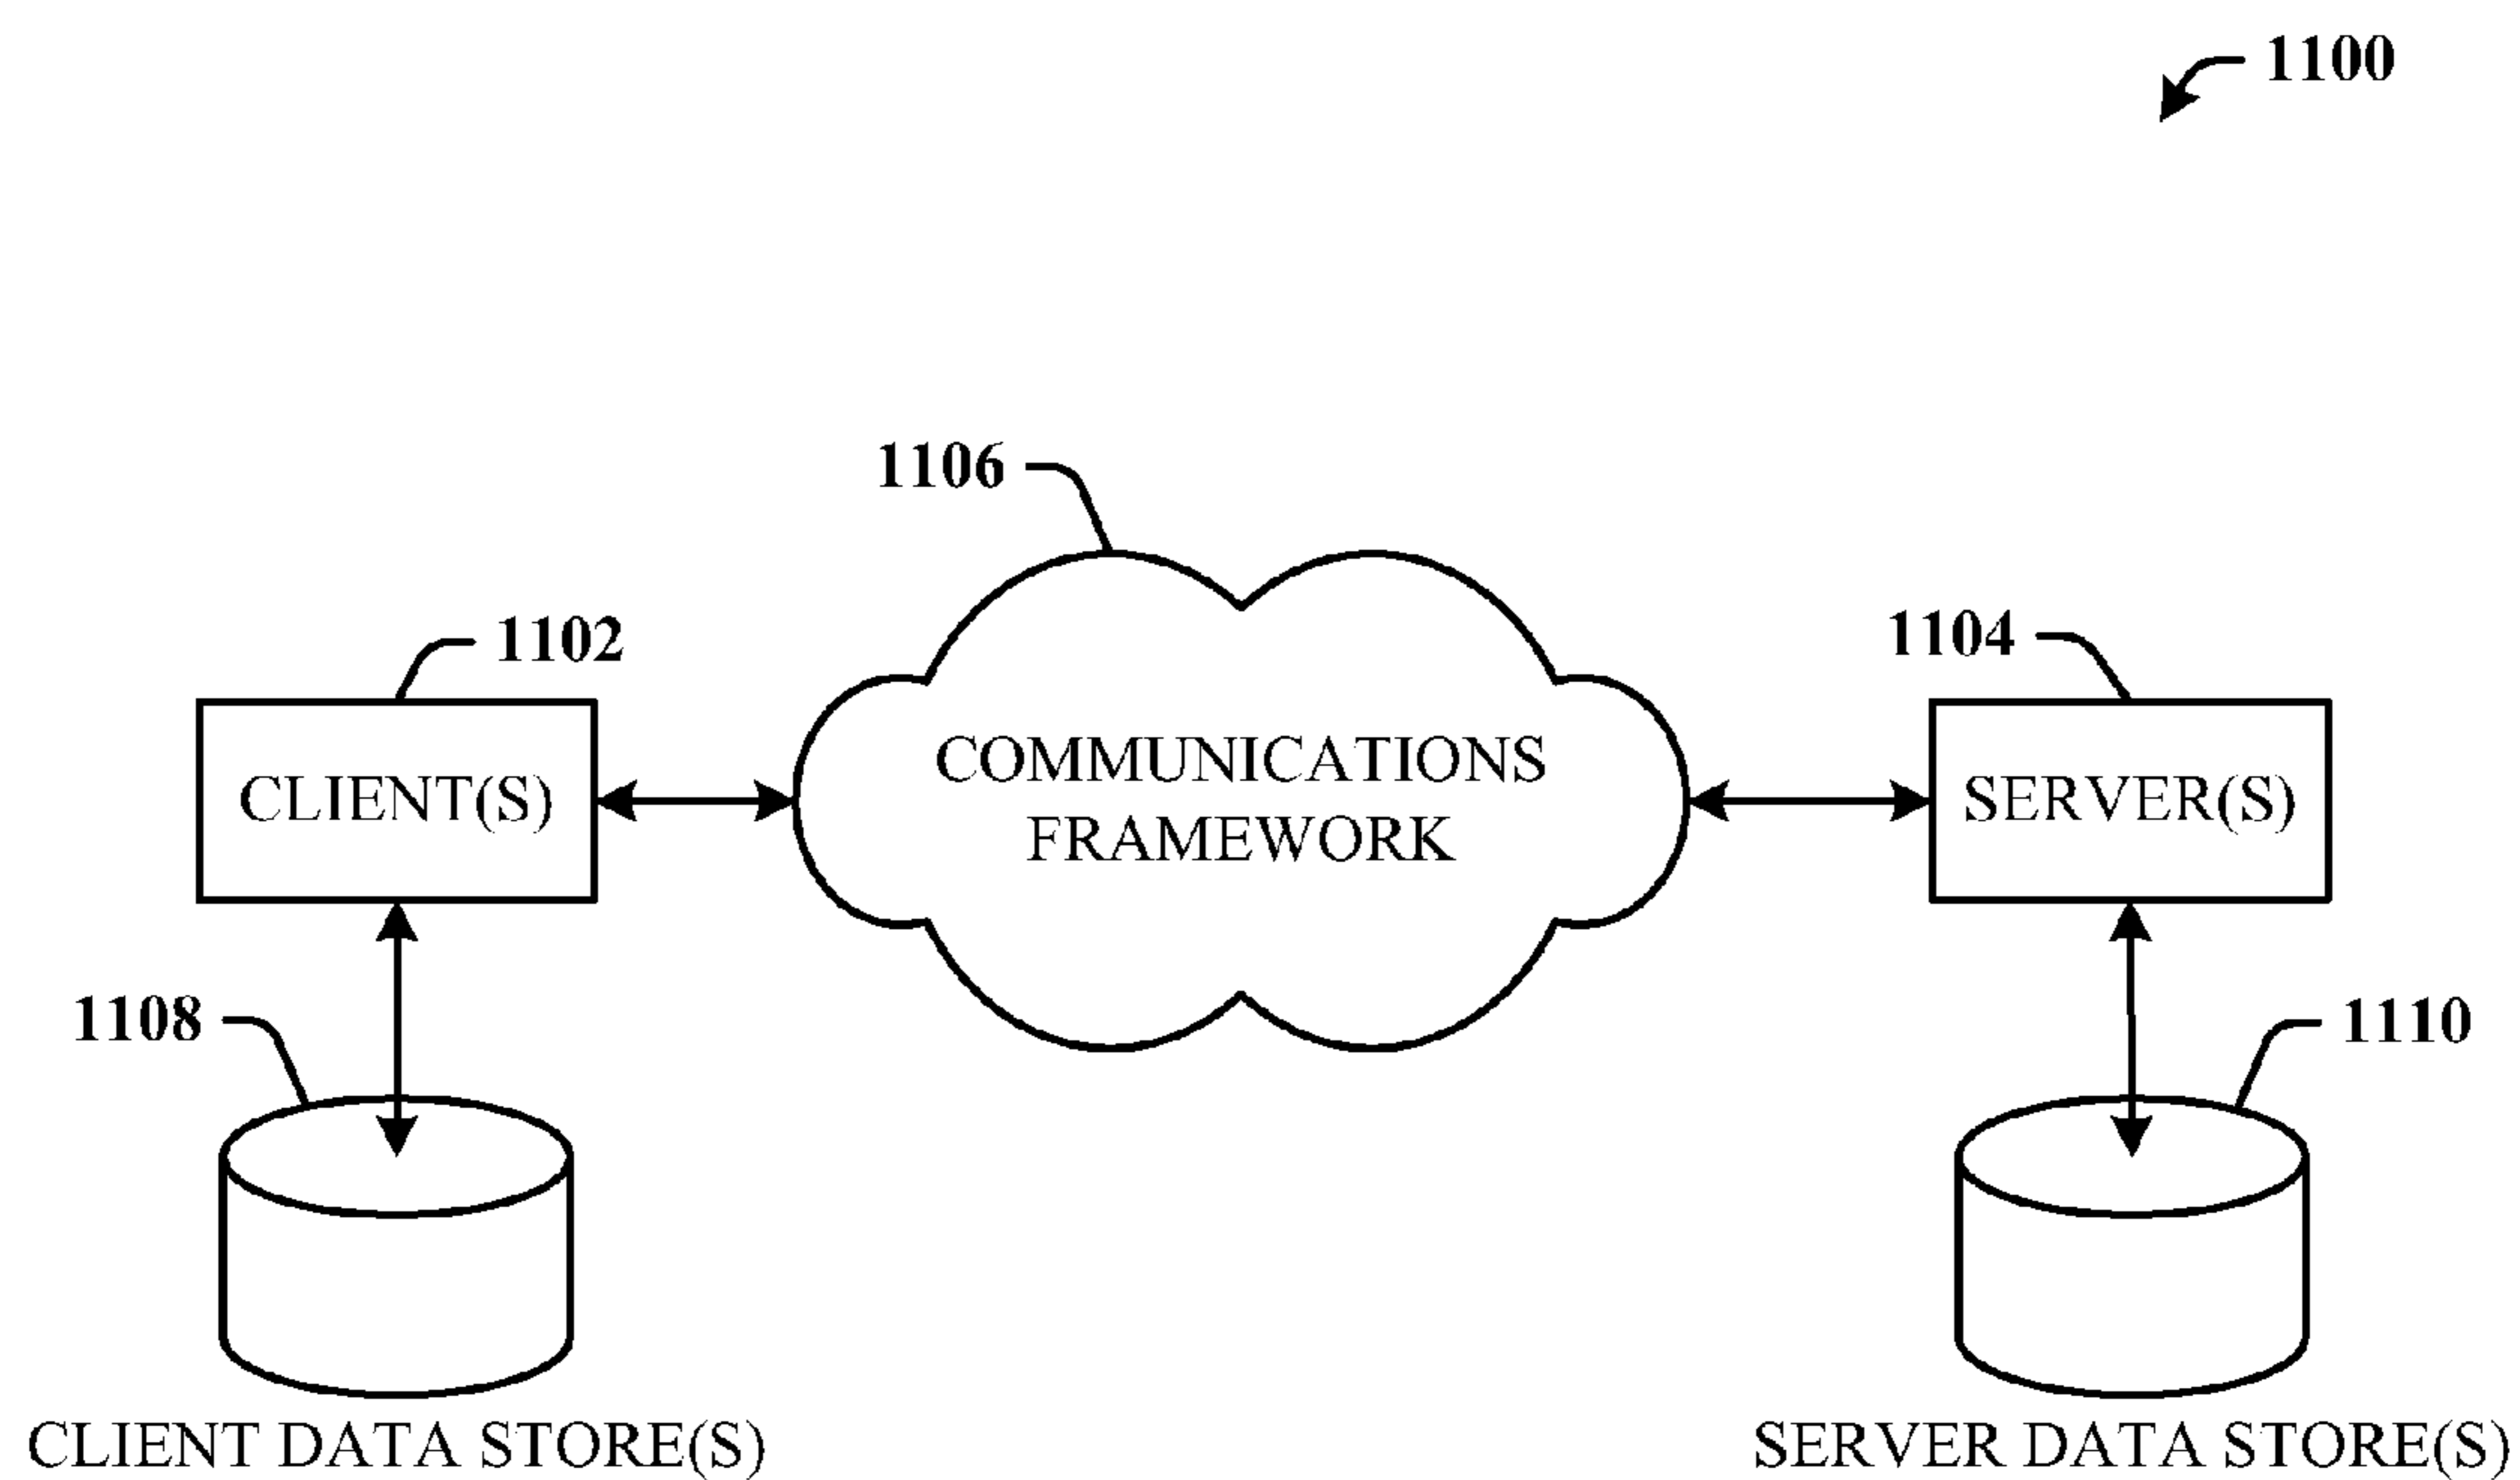 1100
1106
1102
1104
COMMUNICATIONS
FRAMEWORK
CLIENT(S)
SERVER(S)
1108
1110
CLIENT DATA STORE(S)
SERVER DATA STORE(S)